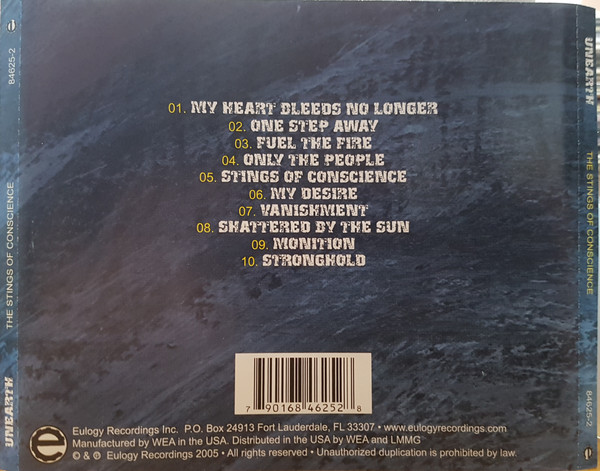 84625-2
THE STINGS OF CONSCIENCE
UNEARTH
01. MY HEART BLEEDS NO LONGER
02. ONE STEP AWAY
03. FUEL THE FIRE
04. ONLY THE PEOPLE
05. STINGS OF CONSCIENCE
06. MY DESIRE
07. VANISHMENT
08. SHATTERED BY THE SUN
09. MONITION
10. STRONGHOLD
7 90168 46252 8
e
Eulogy Recordings Inc. P.O. Box 24913 Fort Lauderdale, FL 33307 • www.eulogyrecordings.com
Manufactured by WEA in the USA. Distributed in the USA by WEA and LMMG
© & ℗ Eulogy Recordings 2005 • All rights reserved • Unauthorized duplication is prohibited by law.
UNEARTH
THE STINGS OF CONSCIENCE
84625-2